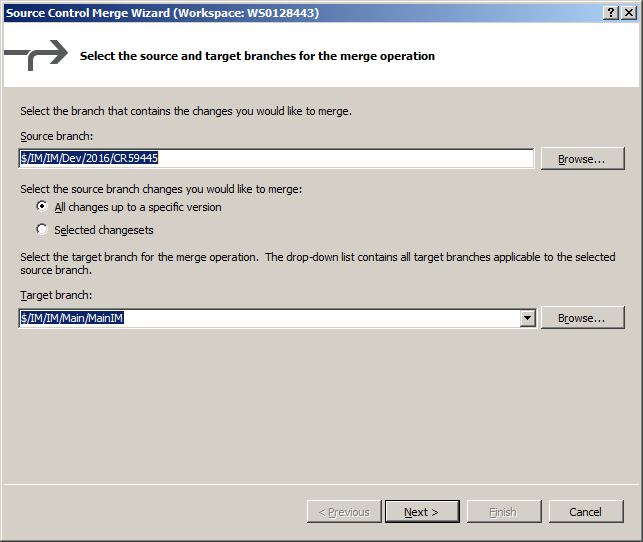 Source Control Merge Wizard (Workspace: WS0128443)
Select the source and target branches for the merge operation
Select the branch that contains the changes you would like to merge.
Source branch:
$/IM/IM/Dev/2016/CR59445
Browse...
Select the source branch changes you would like to merge:
All changes up to a specific version
Selected changesets
Select the target branch for the merge operation.  The drop-down list contains all target branches applicable to the selected
source branch.
Target branch:
$/IM/IM/Main/MainIM
Browse...
< Previous
Next >
Finish
Cancel